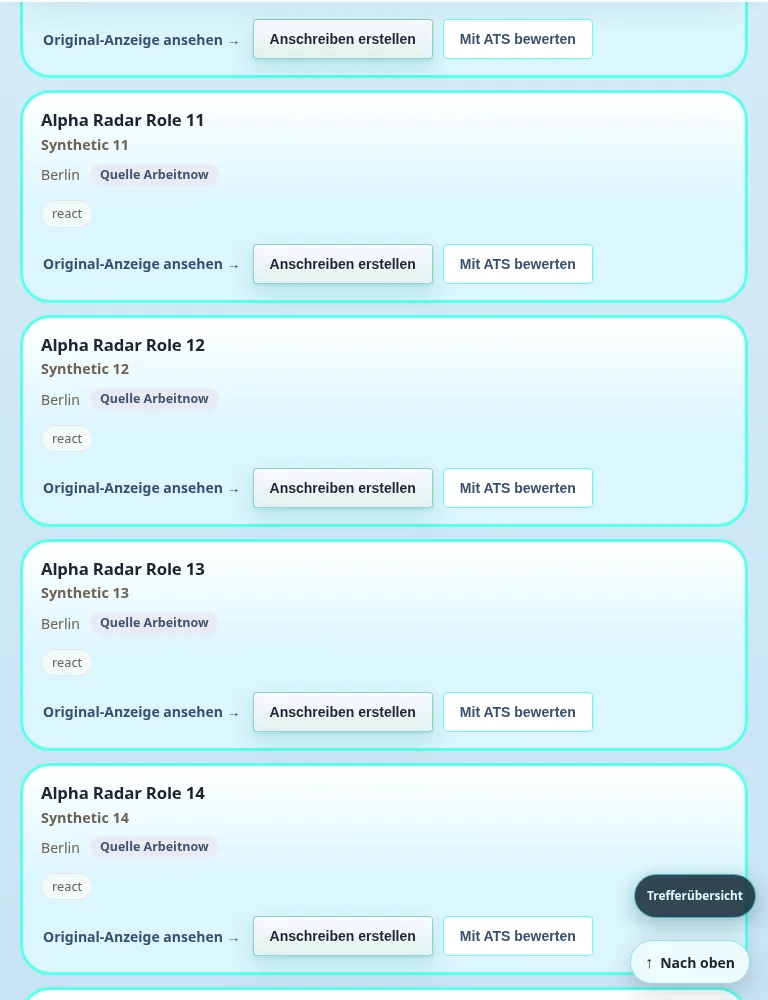 Original-Anzeige ansehen → Anschreiben erstellen Mit ATS bewerten
Alpha Radar Role 11
Synthetic 11
Berlin Quelle Arbeitnow
react
Original-Anzeige ansehen → Anschreiben erstellen Mit ATS bewerten
Alpha Radar Role 12
Synthetic 12
Berlin Quelle Arbeitnow
react
Original-Anzeige ansehen → Anschreiben erstellen Mit ATS bewerten
Alpha Radar Role 13
Synthetic 13
Berlin Quelle Arbeitnow
react
Original-Anzeige ansehen → Anschreiben erstellen Mit ATS bewerten
Alpha Radar Role 14
Synthetic 14
Berlin Quelle Arbeitnow
react
Trefferübersicht
Original-Anzeige ansehen → Anschreiben erstellen Mit ATS bewerten
↑ Nach oben